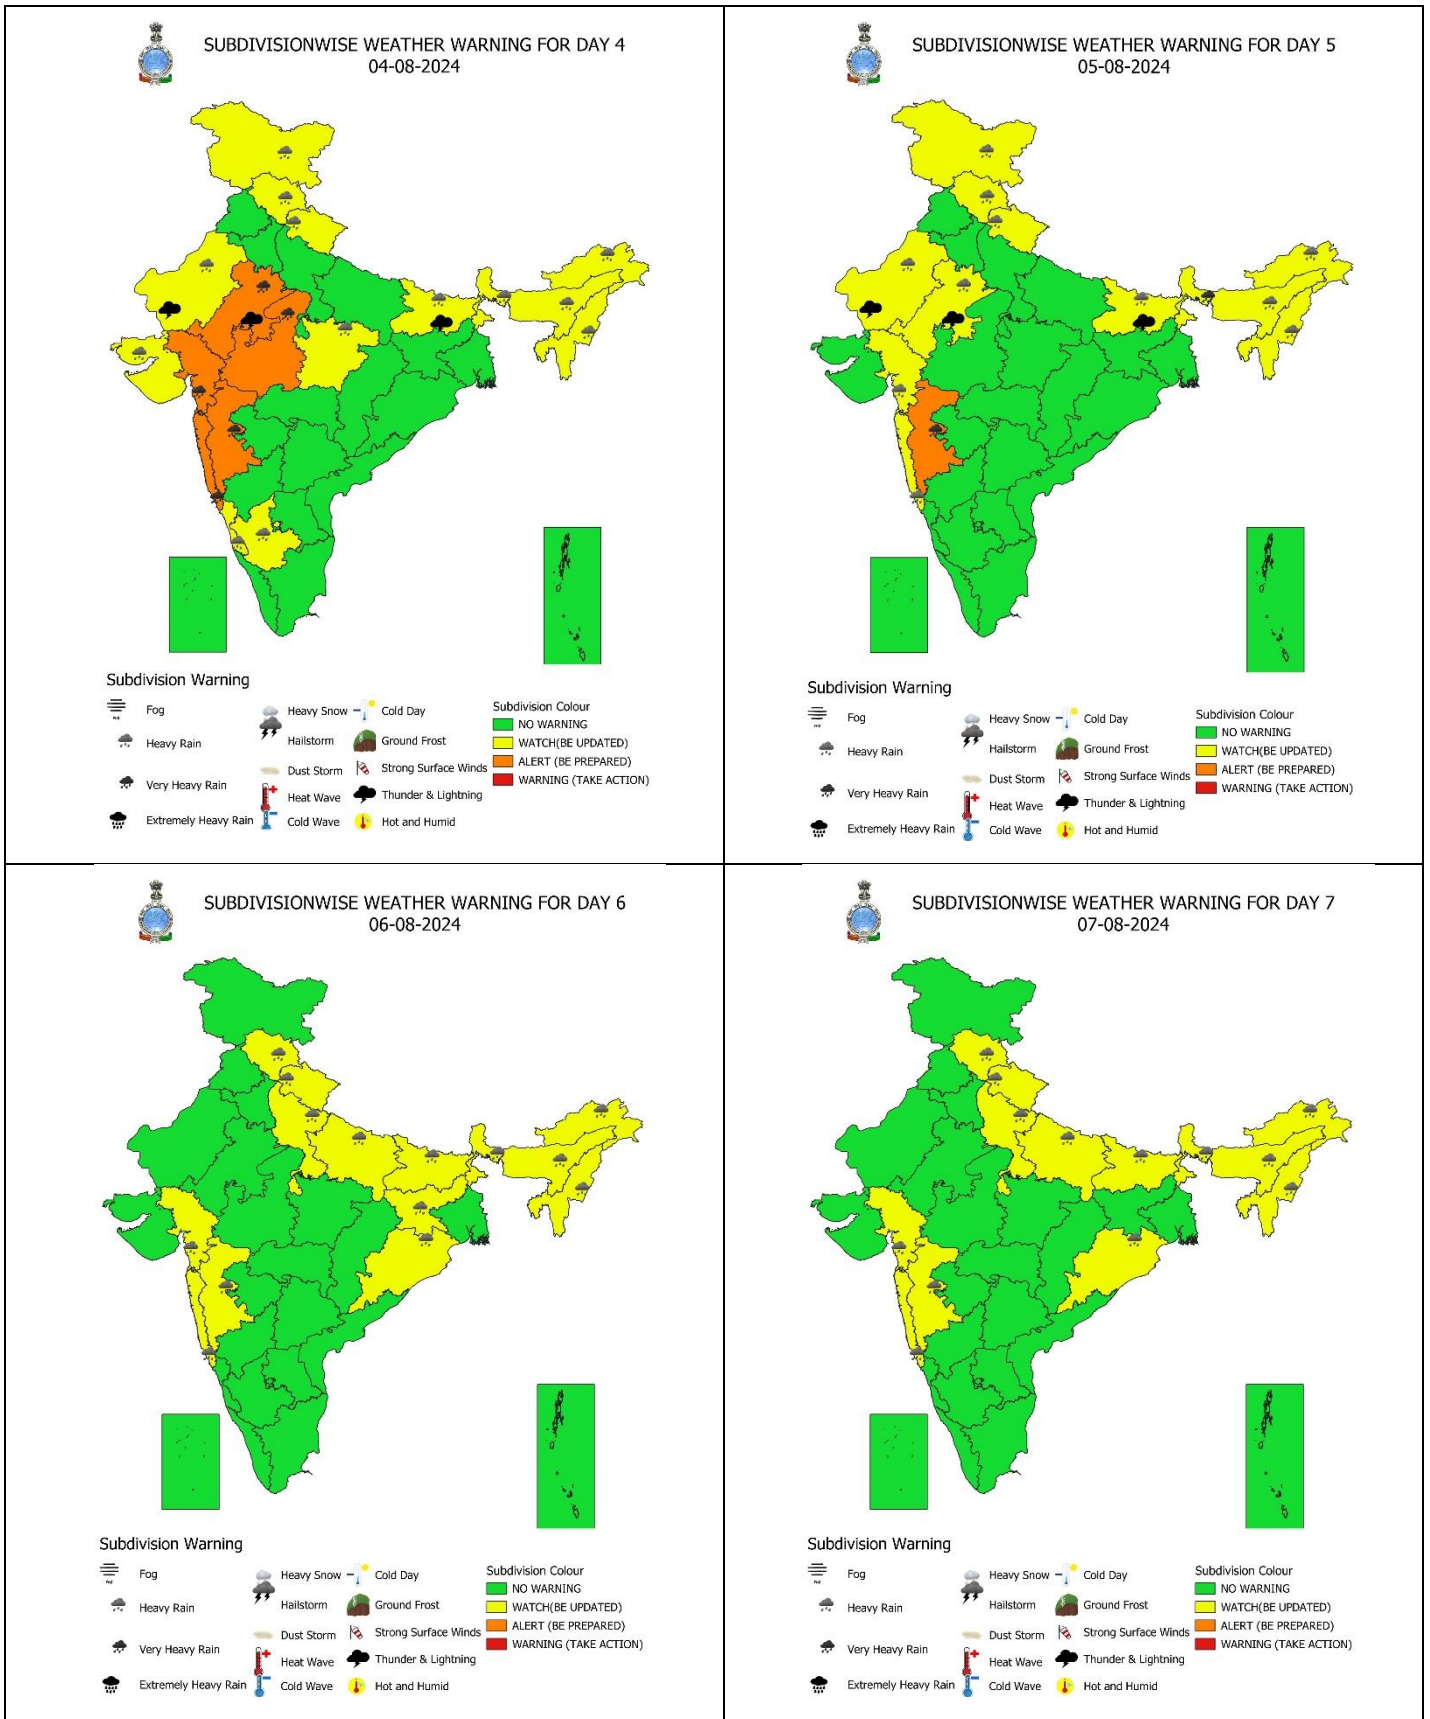 SUBDIVISIONWISE WEATHER WARNING FOR DAY 4
04-08-2024
Subdivision Warning
Fog
Heavy Rain
Very Heavy Rain
Extremely Heavy Rain
Heavy Snow
Hailstorm
Dust Storm
Heat Wave
Cold Wave
Cold Day
Ground Frost
Strong Surface Winds
Thunder & Lightning
Hot and Humid
Subdivision Colour
NO WARNING
WATCH(BE UPDATED)
ALERT (BE PREPARED)
WARNING (TAKE ACTION)
SUBDIVISIONWISE WEATHER WARNING FOR DAY 5
05-08-2024
Subdivision Warning
Fog
Heavy Rain
Very Heavy Rain
Extremely Heavy Rain
Heavy Snow
Hailstorm
Dust Storm
Heat Wave
Cold Wave
Cold Day
Ground Frost
Strong Surface Winds
Thunder & Lightning
Hot and Humid
Subdivision Colour
NO WARNING
WATCH(BE UPDATED)
ALERT (BE PREPARED)
WARNING (TAKE ACTION)
SUBDIVISIONWISE WEATHER WARNING FOR DAY 6
06-08-2024
Subdivision Warning
Fog
Heavy Rain
Very Heavy Rain
Extremely Heavy Rain
Heavy Snow
Hailstorm
Dust Storm
Heat Wave
Cold Wave
Cold Day
Ground Frost
Strong Surface Winds
Thunder & Lightning
Hot and Humid
Subdivision Colour
NO WARNING
WATCH(BE UPDATED)
ALERT (BE PREPARED)
WARNING (TAKE ACTION)
SUBDIVISIONWISE WEATHER WARNING FOR DAY 7
07-08-2024
Subdivision Warning
Fog
Heavy Rain
Very Heavy Rain
Extremely Heavy Rain
Heavy Snow
Hailstorm
Dust Storm
Heat Wave
Cold Wave
Cold Day
Ground Frost
Strong Surface Winds
Thunder & Lightning
Hot and Humid
Subdivision Colour
NO WARNING
WATCH(BE UPDATED)
ALERT (BE PREPARED)
WARNING (TAKE ACTION)